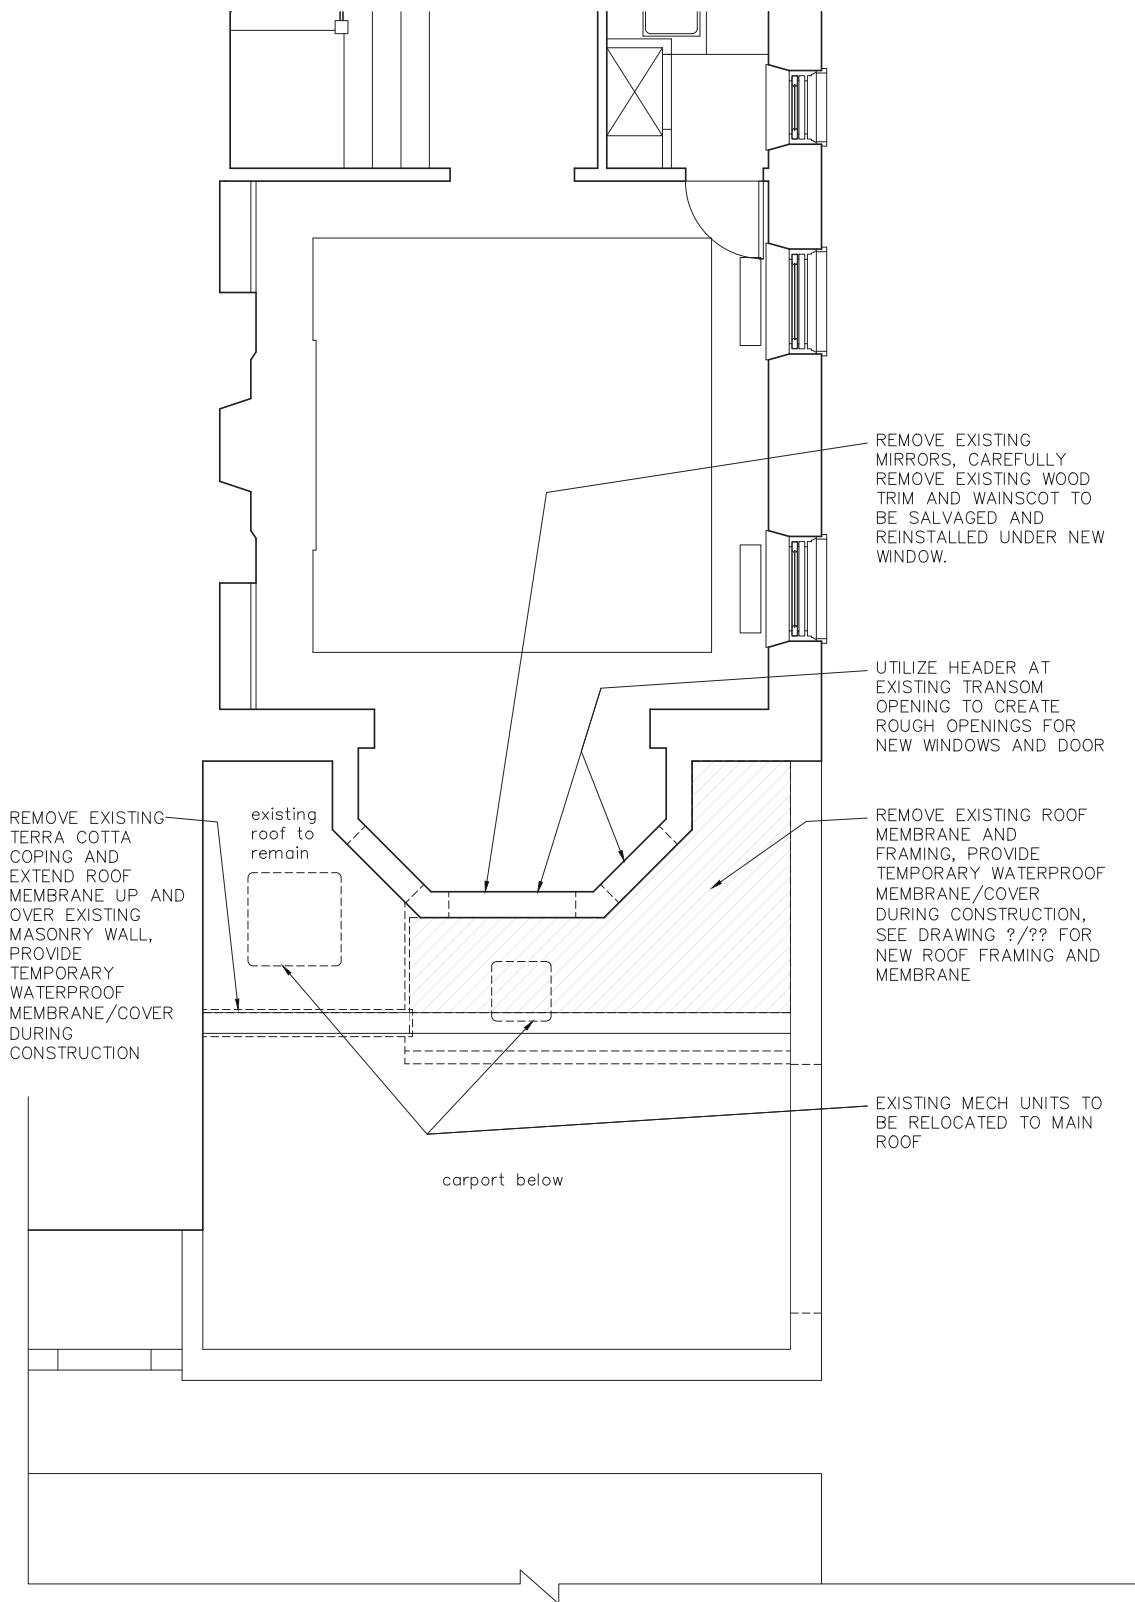 REMOVE EXISTING
MIRRORS, CAREFULLY
REMOVE EXISTING WOOD
TRIM AND WAINSCOT TO
BE SALVAGED AND
REINSTALLED UNDER NEW
WINDOW.
UTILIZE HEADER AT
EXISTING TRANSOM
OPENING TO CREATE
ROUGH OPENINGS FOR
NEW WINDOWS AND DOOR
REMOVE EXISTING
TERRA COTTA
COPING AND
EXTEND ROOF
MEMBRANE UP AND
OVER EXISTING
MASONRY WALL,
PROVIDE
TEMPORARY
WATERPROOF
MEMBRANE/COVER
DURING
CONSTRUCTION
existing
roof to
remain
REMOVE EXISTING ROOF
MEMBRANE AND
FRAMING, PROVIDE
TEMPORARY WATERPROOF
MEMBRANE/COVER
DURING CONSTRUCTION,
SEE DRAWING ?/?? FOR
NEW ROOF FRAMING AND
MEMBRANE
EXISTING MECH UNITS TO
BE RELOCATED TO MAIN
ROOF
carport below